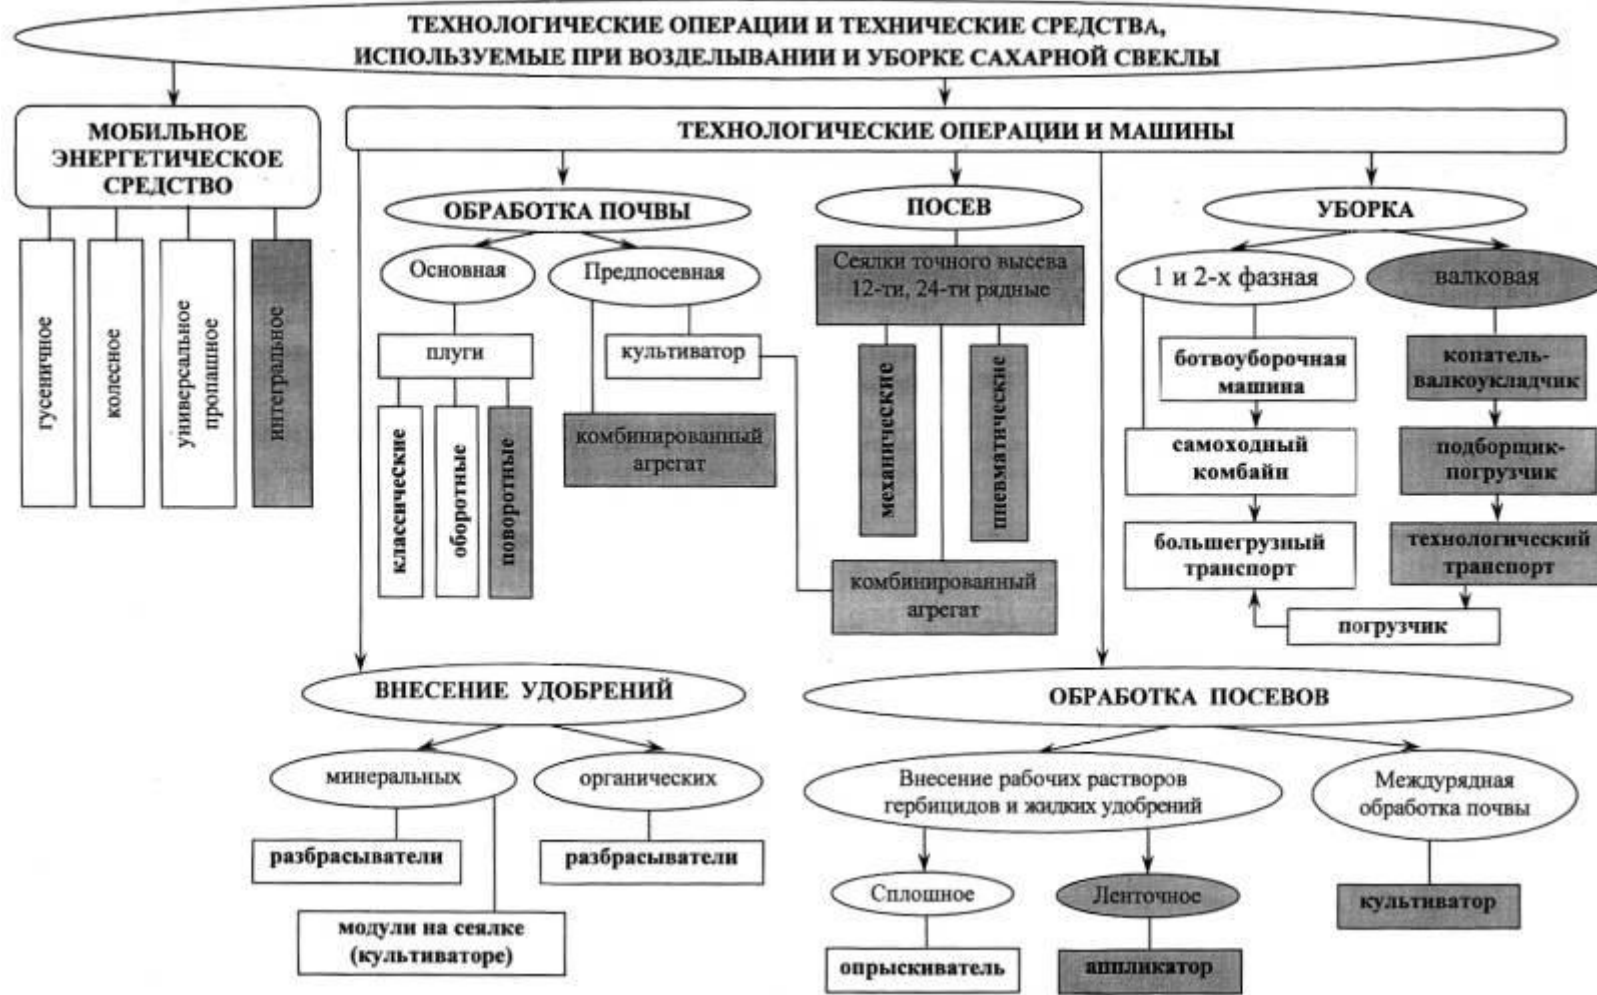 ТЕХНОЛОГИЧЕСКИЕ ОПЕРАЦИИ И ТЕХНИЧЕСКИЕ СРЕДСТВА,
ИСПОЛЬЗУЕМЫЕ ПРИ ВОЗДЕЛЫВАНИИ И УБОРКЕ САХАРНОЙ СВЕКЛЫ
МОБИЛЬНОЕ
ЭНЕРГЕТИЧЕСКОЕ
СРЕДСТВО
гусеничное
колесное
универсальное
пропашное
интегральное
ТЕХНОЛОГИЧЕСКИЕ ОПЕРАЦИИ И МАШИНЫ
ОБРАБОТКА ПОЧВЫ
Основная
плуги
классические
оборотные
поворотные
Предпосевная
культиватор
комбинированный
агрегат
ПОСЕВ
Сеялки точного высева
12-ти, 24-ти рядные
механические
пневматические
комбинированный
агрегат
УБОРКА
1 и 2-х фазная
ботвоуборочная
машина
самоходный
комбайн
большегрузный
транспорт
валковая
копатель-
валкоукладчик
подборщик-
погрузчик
технологический
транспорт
погрузчик
ВНЕСЕНИЕ УДОБРЕНИЙ
минеральных
разбрасыватели
модули на сеялке
(культиваторе)
органических
разбрасыватели
ОБРАБОТКА ПОСЕВОВ
Внесение рабочих растворов
гербицидов и жидких удобрений
Сплошное
опрыскиватель
Ленточное
аппликатор
Междурядная
обработка почвы
культиватор